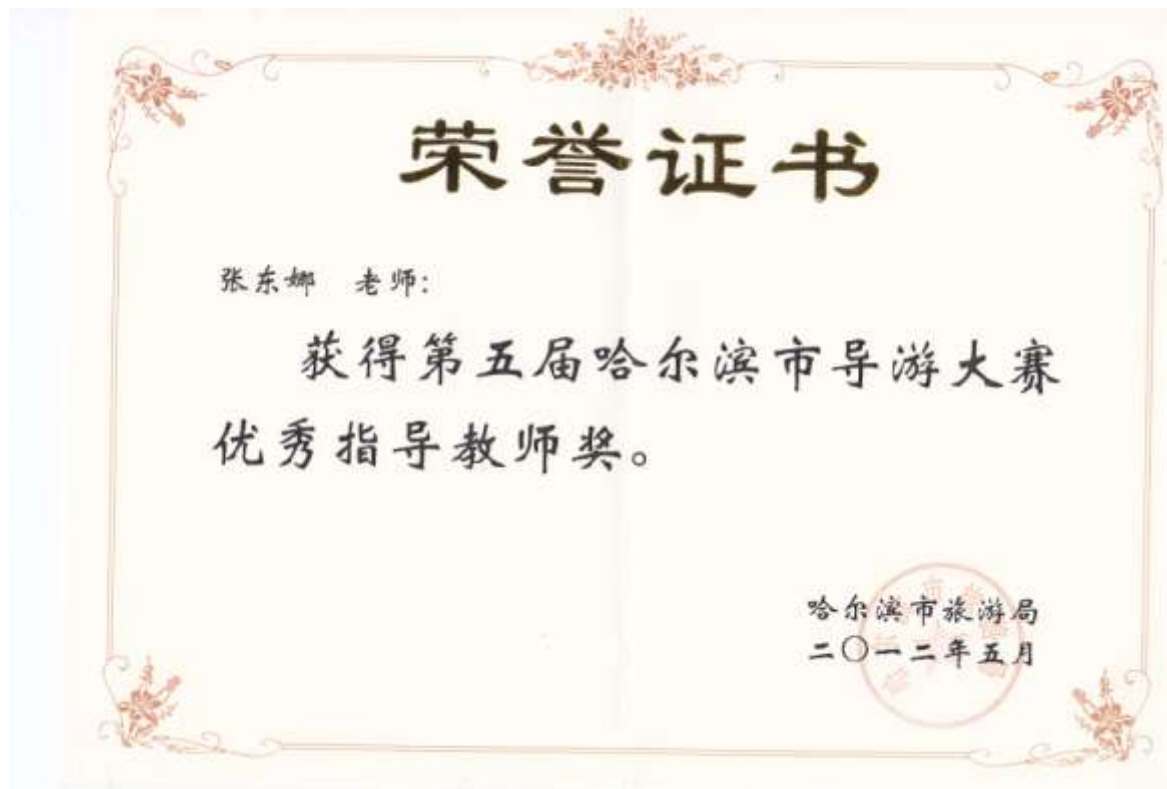 荣誉证书
张东娜 老师:
获得第五届哈尔滨市导游大赛
优秀指导教师奖。
哈尔滨市旅游局
二〇一二年五月